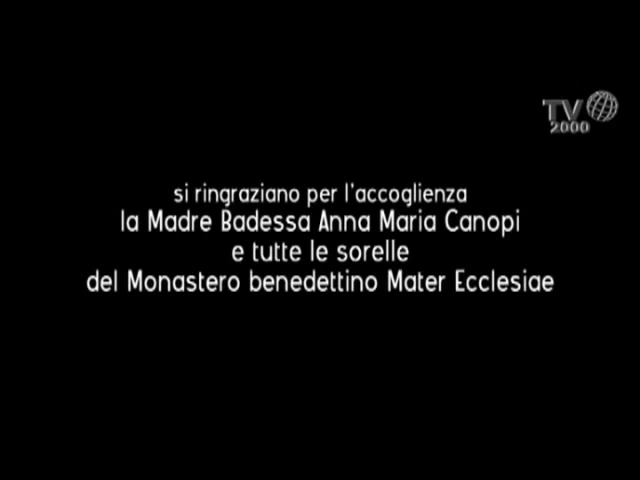 TV
2000
si ringraziano per l'accoglienza
la Madre Badessa Anna Maria Canopi
e tutte le sorelle
del Monastero benedettino Mater Ecclesiae